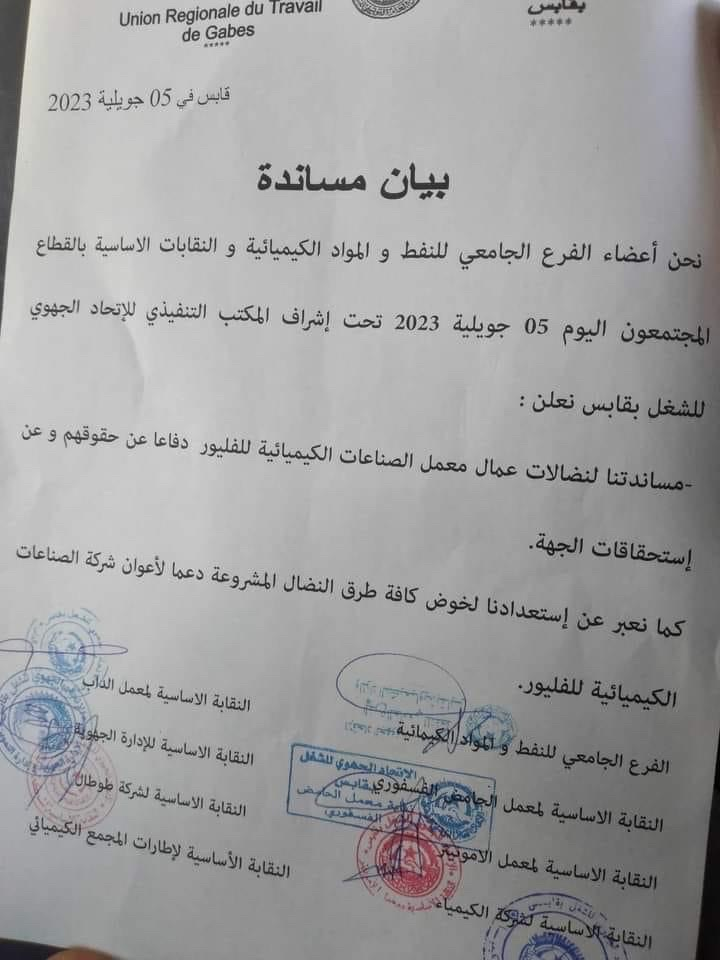 Union Regionale du Travail
de Gabes
*****
بقابس
*****
قابس في 05 جويلية 2023
بيان مساندة
نحن أعضاء الفرع الجامعي للنفط و المواد الكيميائية و النقابات الاساسية بالقطاع
المجتمعون اليوم 05 جويلية 2023 تحت إشراف المكتب التنفيذي للإتحاد الجهوي
للشغل بقابس نعلن :
-مساندتنا لنضالات عمال معمل الصناعات الكيميائية للفليور دفاعا عن حقوقهم و عن
إستحقاقات الجهة.
كما نعبر عن إستعدادنا لخوض كافة طرق النضال المشروعة دعما لأعوان شركة الصناعات
الكيميائية للفليور.
الفرع الجامعي للنفط و المواد الكيمائية
النقابة الاساسية لمعمل الحامض الفسفوري
النقابة الاساسية لمعمل الامونيتر
النقابة الاساسية لشركة الكيمياء
النقابة الاساسية لمعمل الداب
النقابة الاساسية للإدارة الجهوية
النقابة الاساسية لشركة طوطال
النقابة الأساسية لإطارات المجمع الكيميائي
الإتحاد الجهوي للشغل
بقابس
نقابة معمل الحامض
الفسفوري